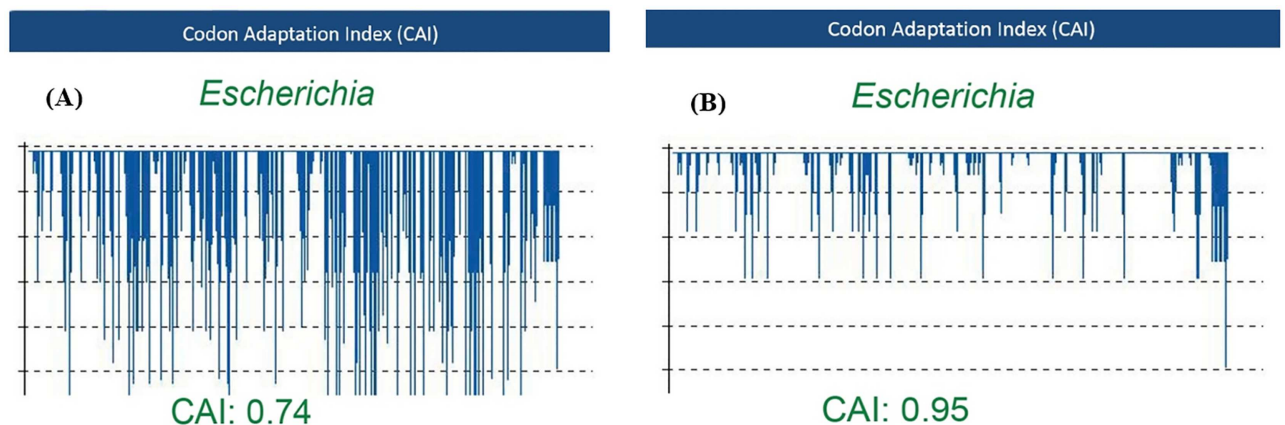 Codon Adaptation Index (CAI)
(A)
Escherichia
CAI: 0.74
Codon Adaptation Index (CAI)
(B)
Escherichia
CAI: 0.95